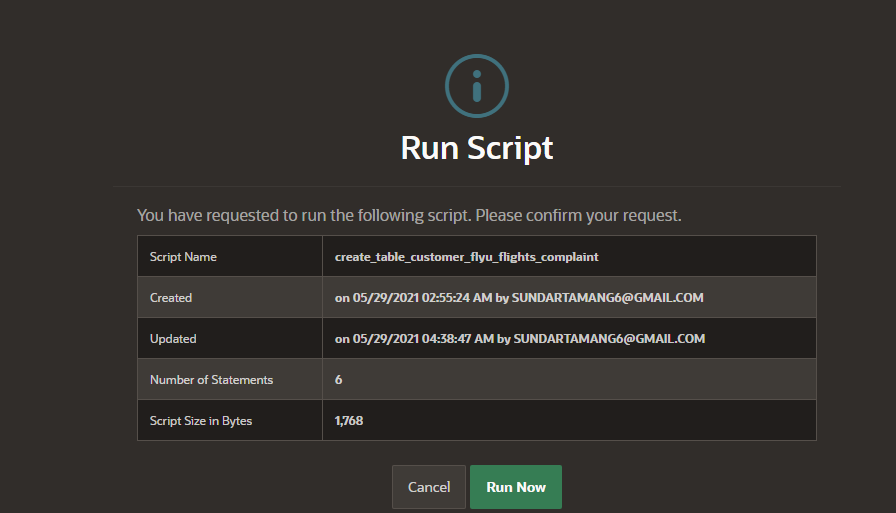 Run Script
You have requested to run the following script. Please confirm your request.
Script Name create_table_customer_flyu_flights_complaint
Created on 05/29/2021 02:55:24 AM by SUNDARTAMANG6@GMAIL.COM
Updated on 05/29/2021 04:38:47 AM by SUNDARTAMANG6@GMAIL.COM
Number of Statements 6
Script Size in Bytes 1,768
Cancel Run Now